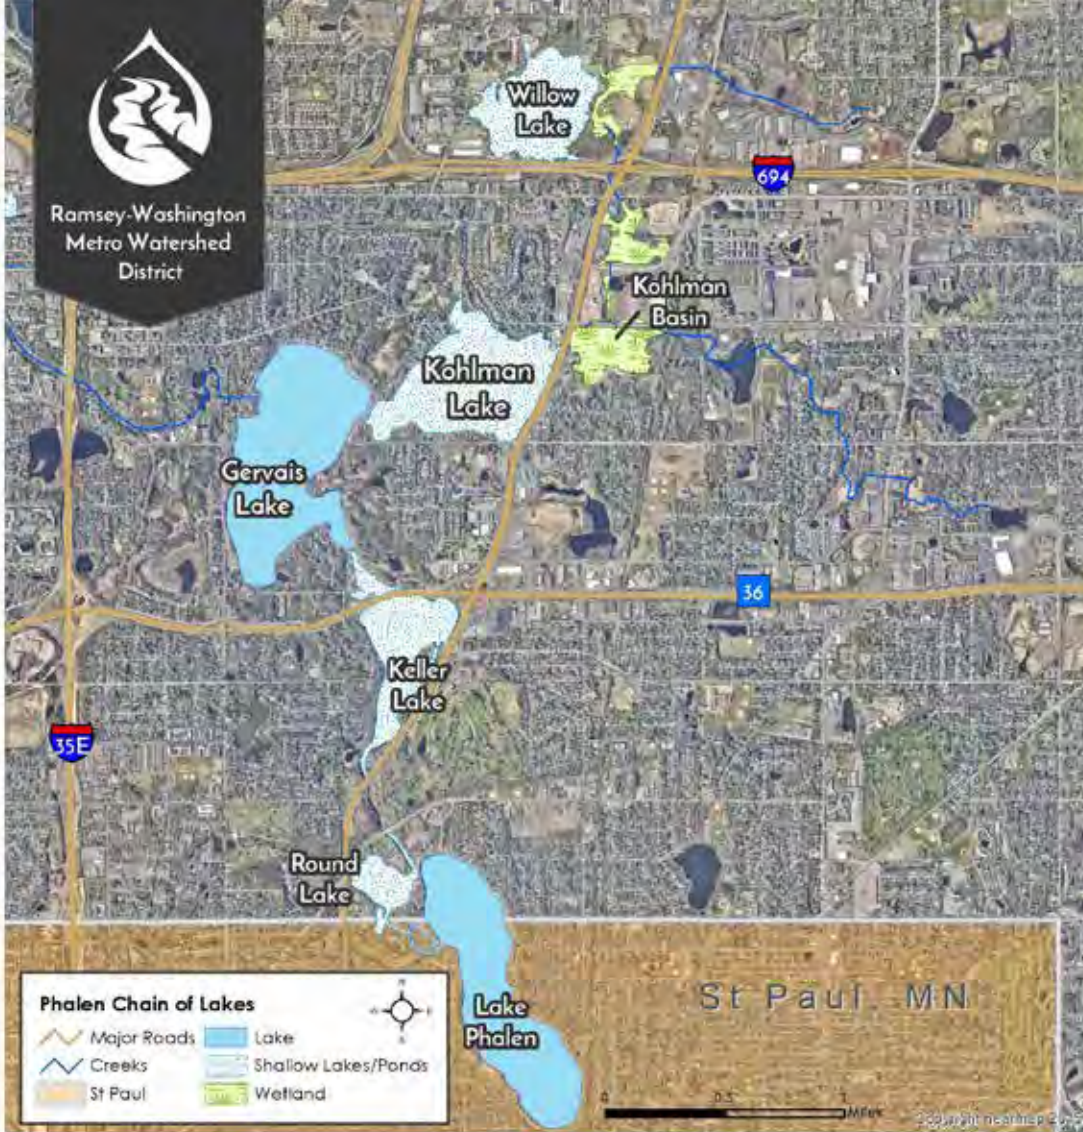 Ramsey-Washington
Metro Watershed
District
Willow
Lake
694
Kohlman
Basin
Kohlman
Lake
Gervais
Lake
36
Keller
Lake
35E
Round
Lake
St Paul, MN
Lake
Phalen
Phalen Chain of Lakes
Major Roads
Lake
Creeks
Shallow Lakes/Ponds
St Paul
Wetland
0 0.5 1
Miles
Copyright nearmap